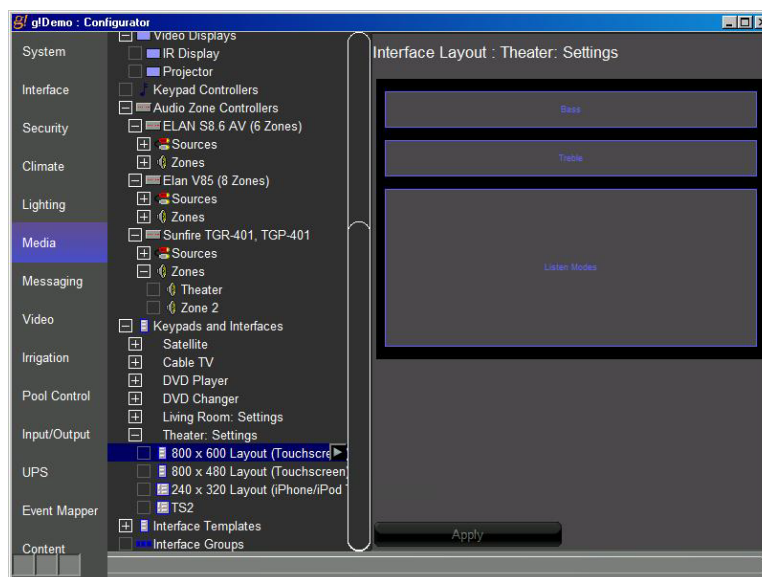 g! g!Demo : Configurator
System
Interface
Security
Climate
Lighting
Media
Messaging
Video
Irrigation
Pool Control
Input/Output
UPS
Event Mapper
Content
Video Displays
IR Display
Projector
Keypad Controllers
Audio Zone Controllers
ELAN S8.6 AV (6 Zones)
Sources
Zones
Elan V85 (8 Zones)
Sources
Zones
Sunfire TGR-401, TGP-401
Sources
Zones
Theater
Zone 2
Keypads and Interfaces
Satellite
Cable TV
DVD Player
DVD Changer
Living Room: Settings
Theater: Settings
800 x 600 Layout (Touchscre
800 x 480 Layout (Touchscreen)
240 x 320 Layout (iPhone/iPod T
TS2
Interface Templates
Interface Groups
Interface Layout : Theater: Settings
Bass
Treble
Listen Modes
Apply